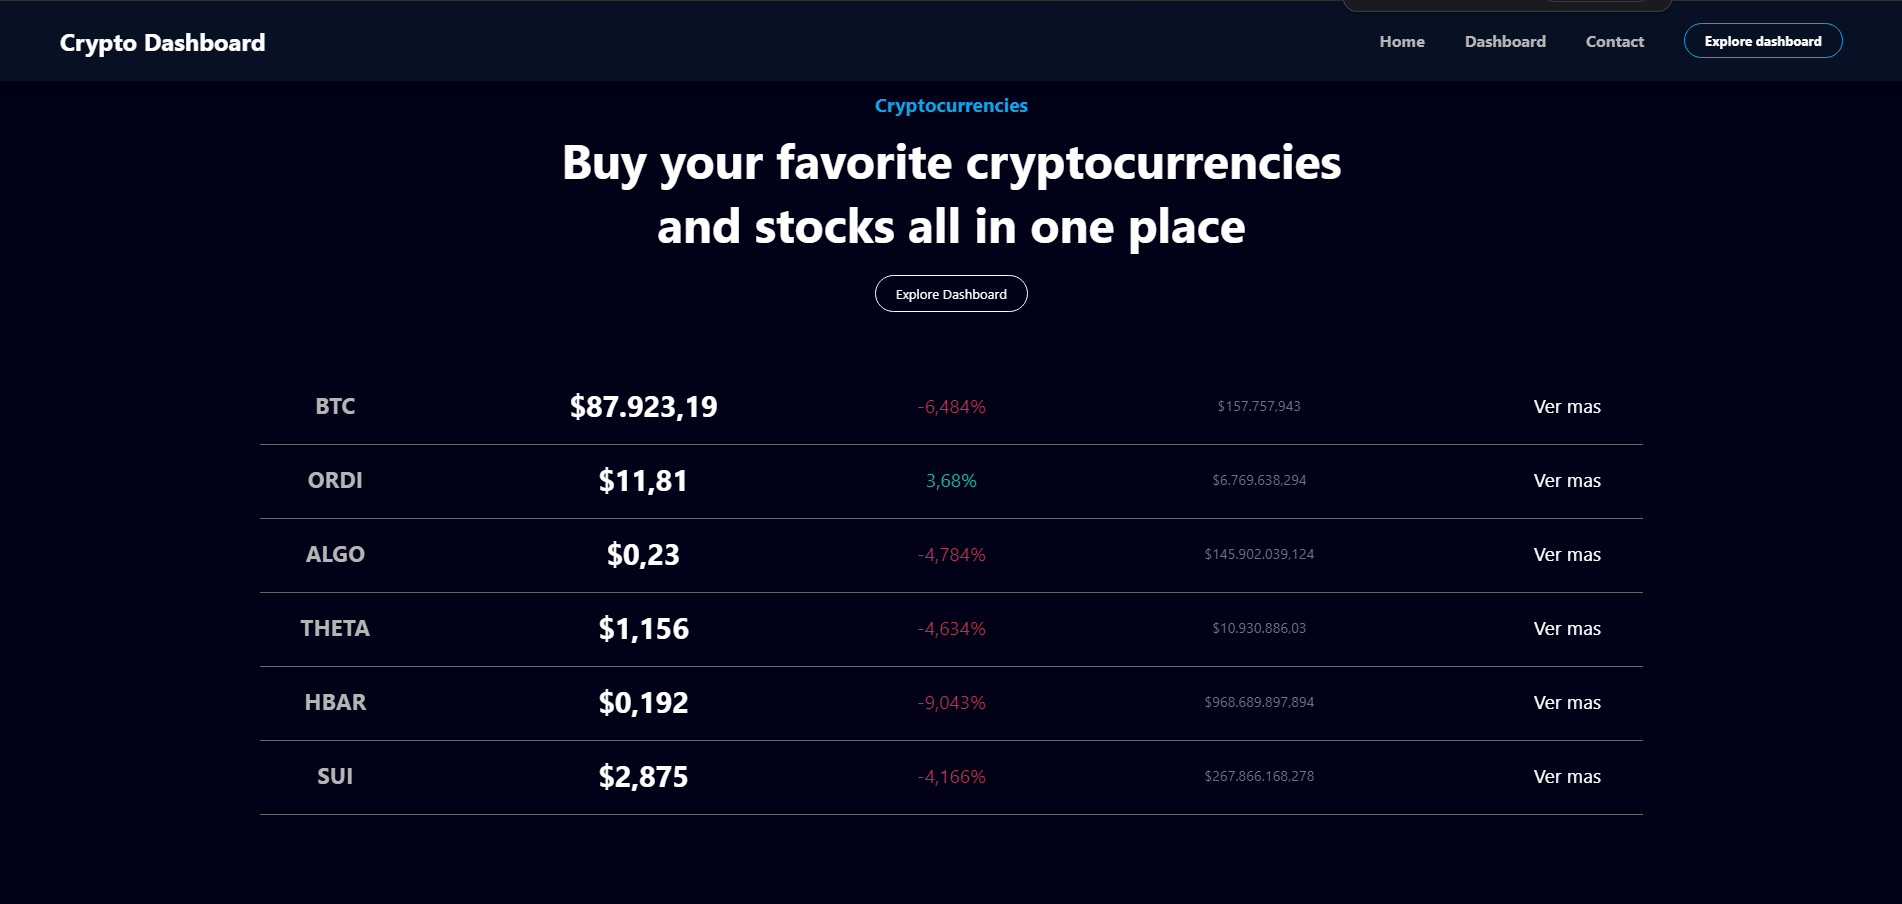 Crypto Dashboard Home Dashboard Contact Explore dashboard
Cryptocurrencies
Buy your favorite cryptocurrencies
and stocks all in one place
Explore Dashboard
BTC $87.923,19 -6,484% $157.757,943 Ver mas
ORDI $11,81 3,68% $6.769.638,294 Ver mas
ALGO $0,23 -4,784% $145.902.039,124 Ver mas
THETA $1,156 -4,634% $10.930.886,03 Ver mas
HBAR $0,192 -9,043% $968.689.897,894 Ver mas
SUI $2,875 -4,166% $267.866.168,278 Ver mas